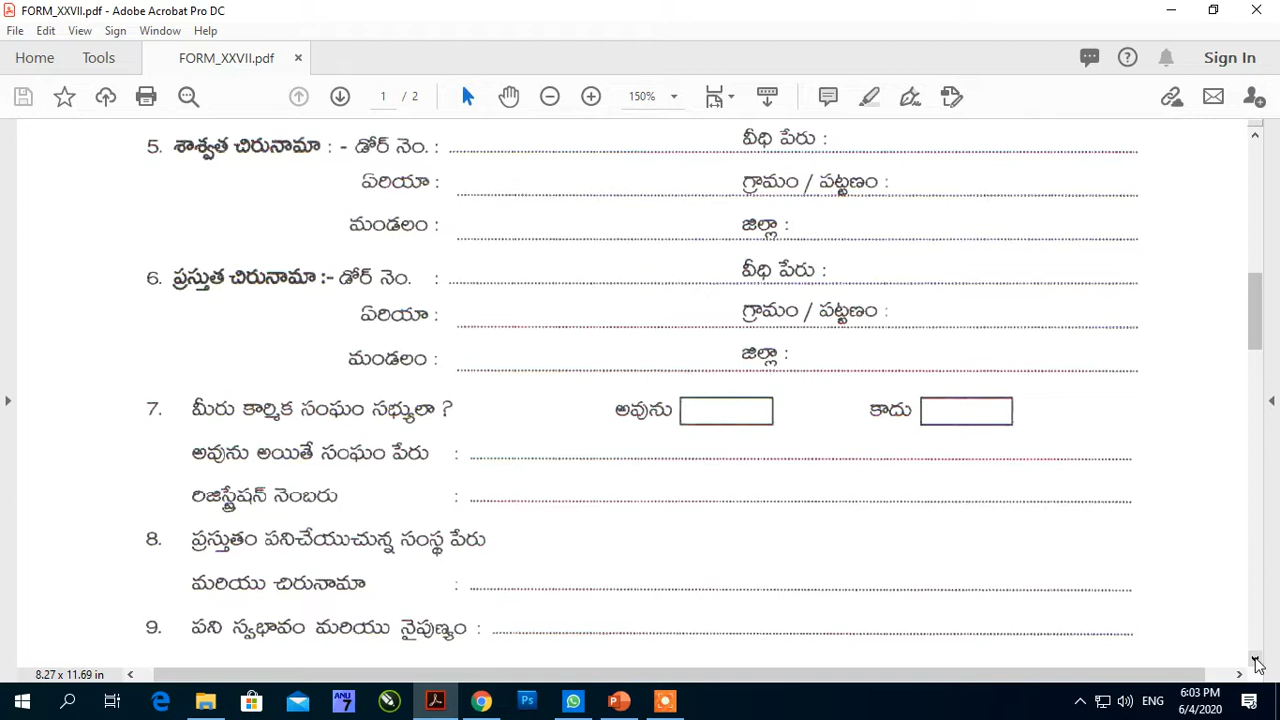 FORM_XXVII.pdf - Adobe Acrobat Pro DC
File Edit View Sign Window Help
Home Tools FORM_XXVII.pdf × Sign In
1 / 2 150%
5. శాశ్వత చిరునామా : - డోర్ నెం. : వీధి పేరు :
ఏరియా : గ్రామం / పట్టణం :
మండలం : జిల్లా :
6. ప్రస్తుత చిరునామా :- డోర్ నెం. : వీధి పేరు :
ఏరియా : గ్రామం / పట్టణం :
మండలం : జిల్లా :
7. మీరు కార్మిక సంఘం సభ్యులా ? అవును కాదు
అవును అయితే సంఘం పేరు :
రిజిస్ట్రేషన్ నెంబరు :
8. ప్రస్తుతం పనిచేయుచున్న సంస్థ పేరు
మరియు చిరునామా :
9. పని స్వభావం మరియు నైపుణ్యం :
8.27 x 11.69 in
ANU 7 Ps ENG 6:03 PM
6/4/2020